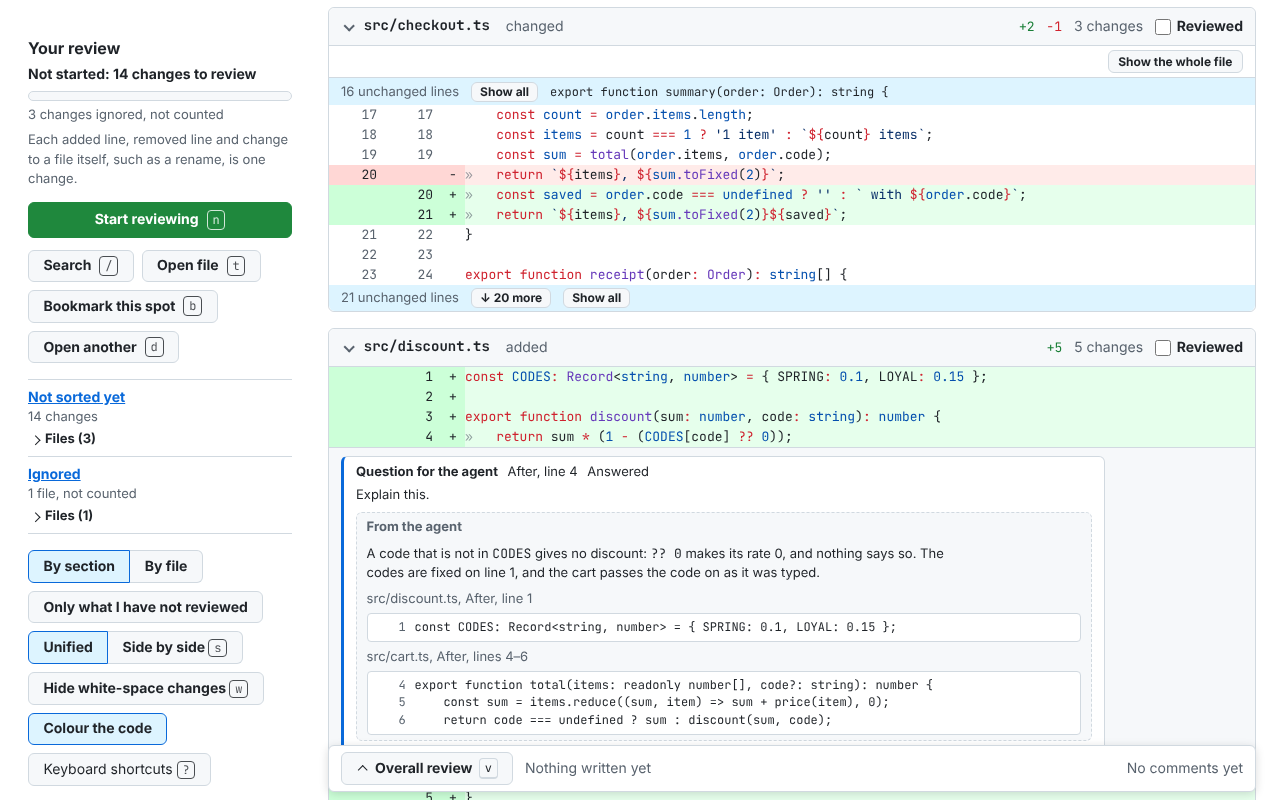 Your review
Not started: 14 changes to review
3 changes ignored, not counted
Each added line, removed line and change
to a file itself, such as a rename, is one
change.
Start reviewing n
Search / Open file t
Bookmark this spot b
Open another d
Not sorted yet
14 changes
Files (3)
Ignored
1 file, not counted
Files (1)
By section By file
Only what I have not reviewed
Unified Side by side s
Hide white-space changes w
Colour the code
Keyboard shortcuts ?
src/checkout.ts changed +2 -1 3 changes Reviewed
Show the whole file
16 unchanged lines Show all export function summary(order: Order): string {
17 17 const count = order.items.length;
18 18 const items = count === 1 ? '1 item' : `${count} items`;
19 19 const sum = total(order.items, order.code);
20 - » return `${items}, ${sum.toFixed(2)}`;
20 + » const saved = order.code === undefined ? '' : ` with ${order.code}`;
21 + » return `${items}, ${sum.toFixed(2)}${saved}`;
21 22 }
22 23
23 24 export function receipt(order: Order): string[] {
21 unchanged lines ↓ 20 more Show all
src/discount.ts added +5 5 changes Reviewed
1 + const CODES: Record<string, number> = { SPRING: 0.1, LOYAL: 0.15 };
2 +
3 + export function discount(sum: number, code: string): number {
4 + » return sum * (1 - (CODES[code] ?? 0));
Question for the agent After, line 4 Answered
Explain this.
From the agent
A code that is not in CODES gives no discount: ?? 0 makes its rate 0, and nothing says so. The
codes are fixed on line 1, and the cart passes the code on as it was typed.
src/discount.ts, After, line 1
1 const CODES: Record<string, number> = { SPRING: 0.1, LOYAL: 0.15 };
src/cart.ts, After, lines 4–6
4 export function total(items: readonly number[], code?: string): number {
5 const sum = items.reduce((sum, item) => sum + price(item), 0);
6 return code === undefined ? sum : discount(sum, code);
Overall review v Nothing written yet No comments yet
5 + }